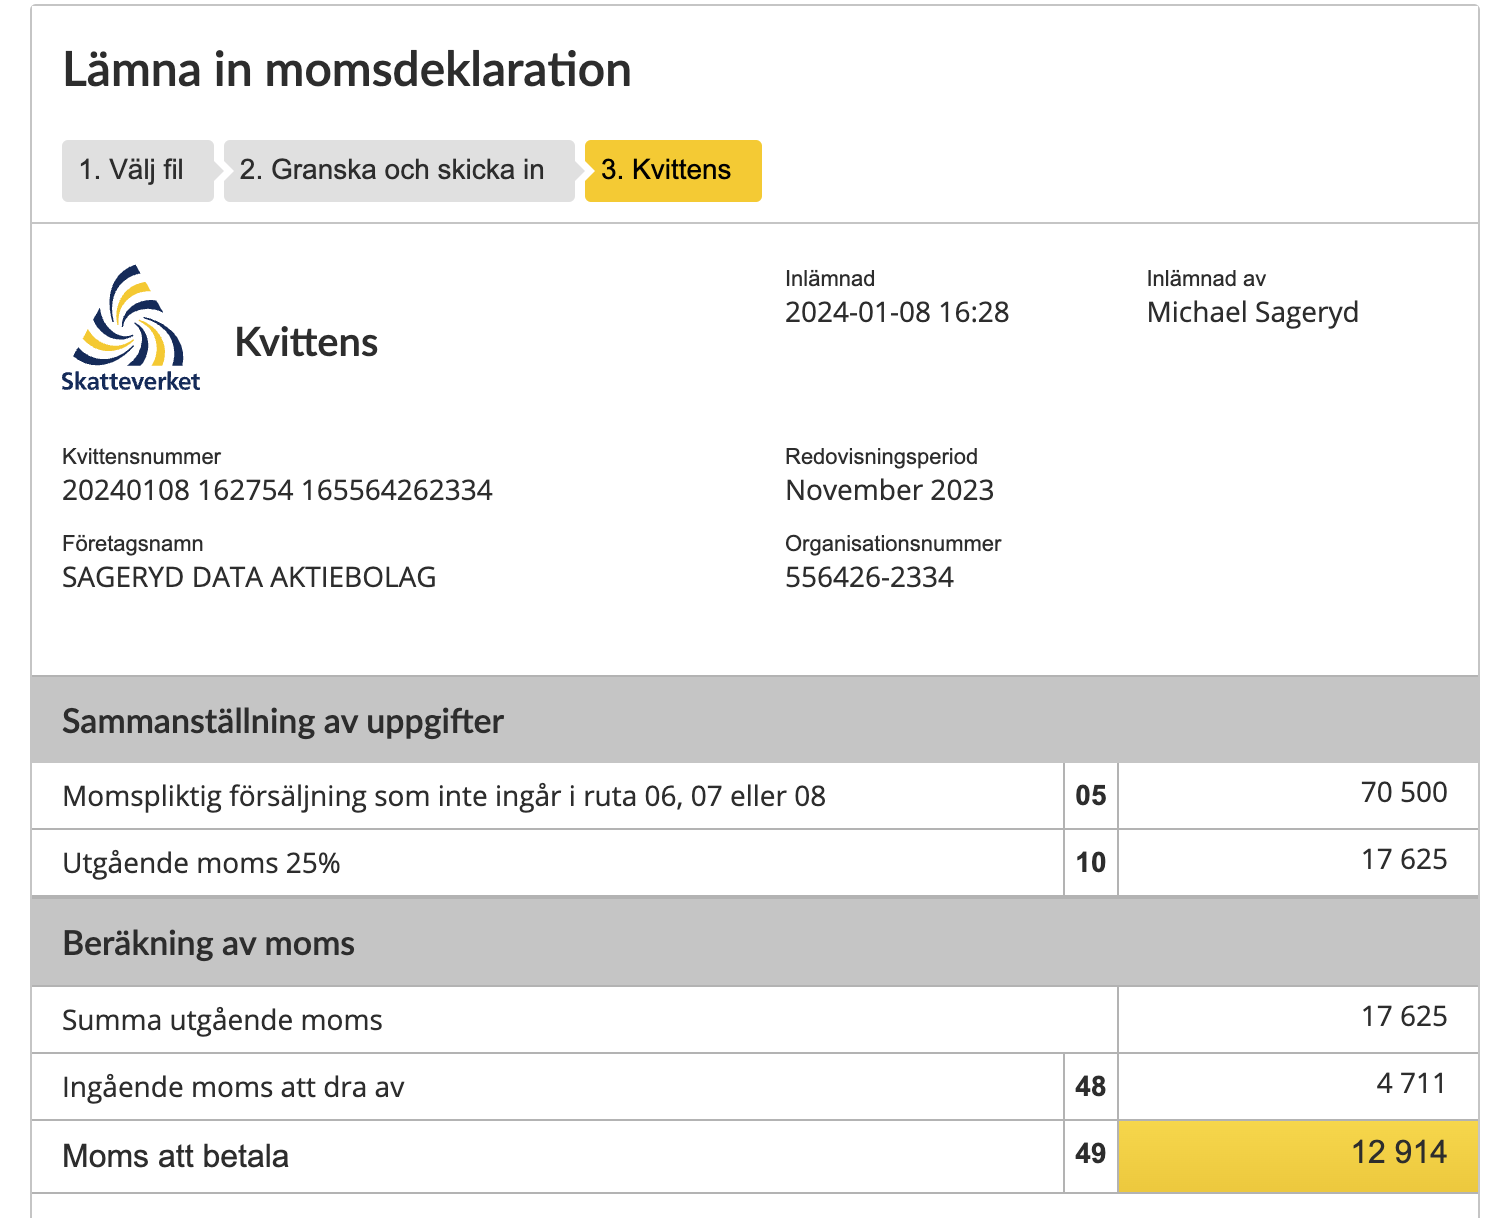 Lämna in momsdeklaration
1. Välj fil
2. Granska och skicka in
3. Kvittens
Skatteverket
Kvittens
Inlämnad
2024-01-08 16:28
Inlämnad av
Michael Sageryd
Kvittensnummer
20240108 162754 165564262334
Redovisningsperiod
November 2023
Företagsnamn
SAGERYD DATA AKTIEBOLAG
Organisationsnummer
556426-2334
Sammanställning av uppgifter
Momspliktig försäljning som inte ingår i ruta 06, 07 eller 08 05 70 500
Utgående moms 25% 10 17 625
Beräkning av moms
Summa utgående moms 17 625
Ingående moms att dra av 48 4 711
Moms att betala 49 12 914